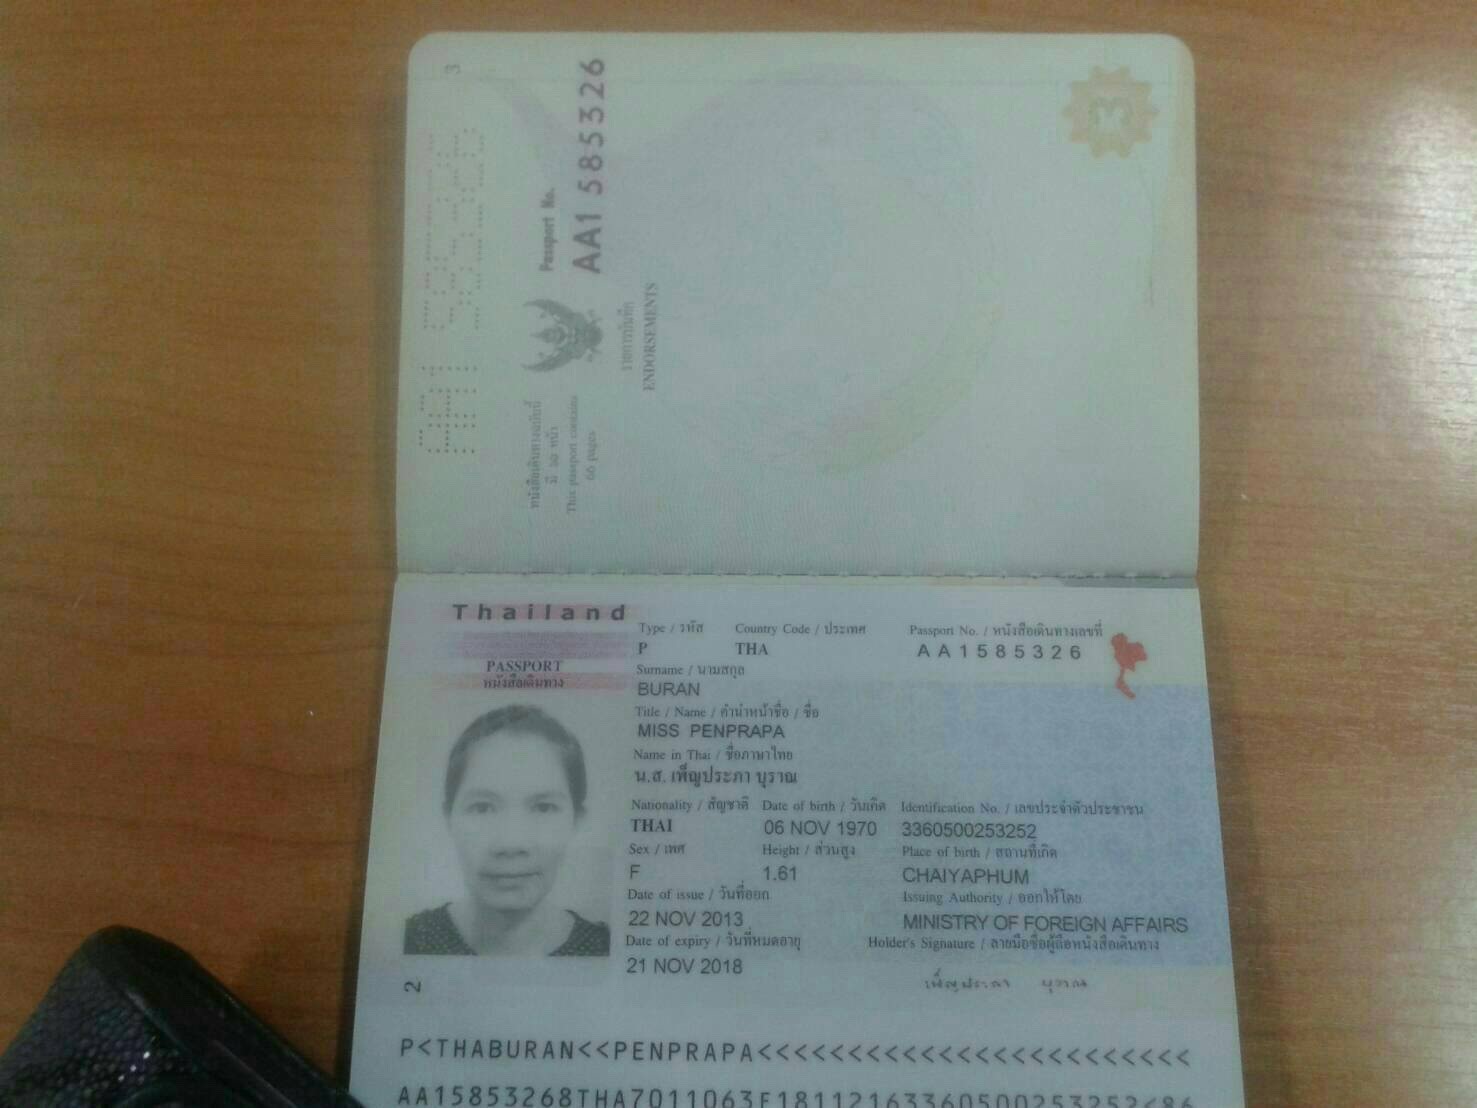 3
Passport No.
AA1585326
รายการบันทึก
ENDORSEMENTS
หนังสือเดินทางฉบับนี้
มี ๖๖ หน้า
This passport contains
66 pages
3
Thailand
PASSPORT
หนังสือเดินทาง
Type / รหัส Country Code / ประเทศ Passport No. / หนังสือเดินทางเลขที่
P THA AA1585326
Surname / นามสกุล
BURAN
Title / Name / คำนำหน้าชื่อ / ชื่อ
MISS PENPRAPA
Name in Thai / ชื่อภาษาไทย
น.ส. เพ็ญประภา บุราณ
Nationality / สัญชาติ Date of birth / วันเกิด Identification No. / เลขประจำตัวประชาชน
THAI 06 NOV 1970 3360500253252
Sex / เพศ Height / ส่วนสูง Place of birth / สถานที่เกิด
F 1.61 CHAIYAPHUM
Date of issue / วันที่ออก Issuing Authority / ออกให้โดย
22 NOV 2013 MINISTRY OF FOREIGN AFFAIRS
Date of expiry / วันที่หมดอายุ Holder's Signature / ลายมือชื่อผู้ถือหนังสือเดินทาง
21 NOV 2018 เพ็ญประภา บุราณ
2
P<THABURAN<<PENPRAPA<<<<<<<<<<<<<<<<<<<<<<<<
AA15853268THA7011063F18112163360500253252<86